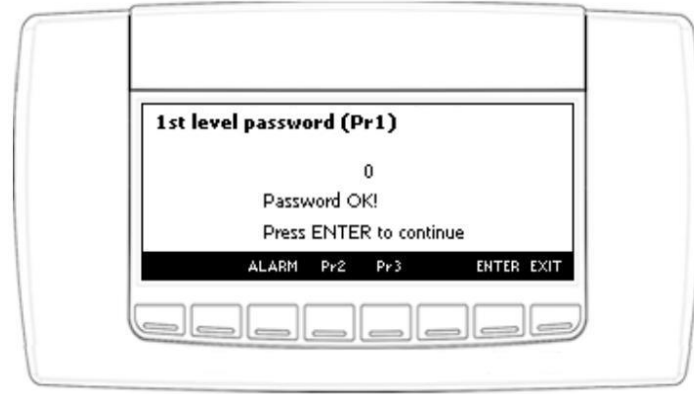 1st level password (Pr1)
0
Password OK!
Press ENTER to continue
ALARM Pr2 Pr3 ENTER EXIT